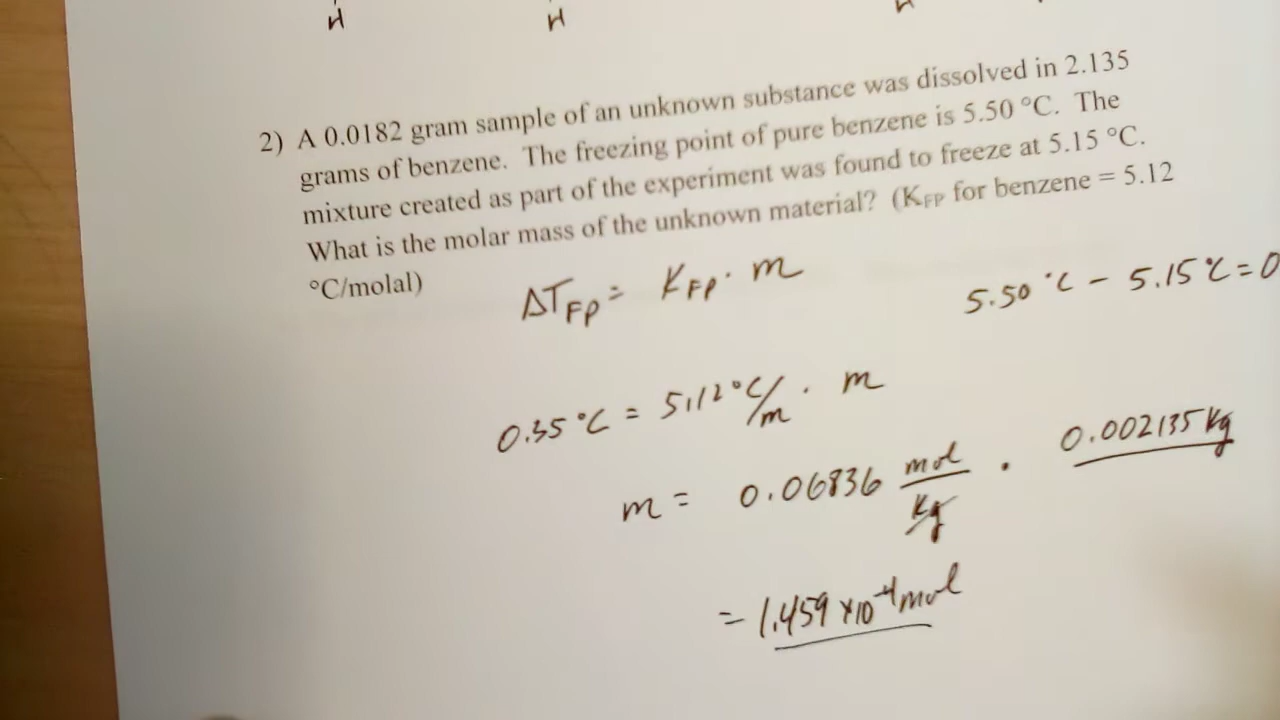 H H
2) A 0.0182 gram sample of an unknown substance was dissolved in 2.135
grams of benzene. The freezing point of pure benzene is 5.50 °C. The
mixture created as part of the experiment was found to freeze at 5.15 °C.
What is the molar mass of the unknown material? (KFP for benzene = 5.12
°C/molal)
ΔTFP = KFP · m
5.50 °C - 5.15 °C = 0
0.35 °C = 5.12 °C/m · m
m = 0.06836 mol/kg · 0.002135 kg
= 1.459 x10⁻⁴ mol